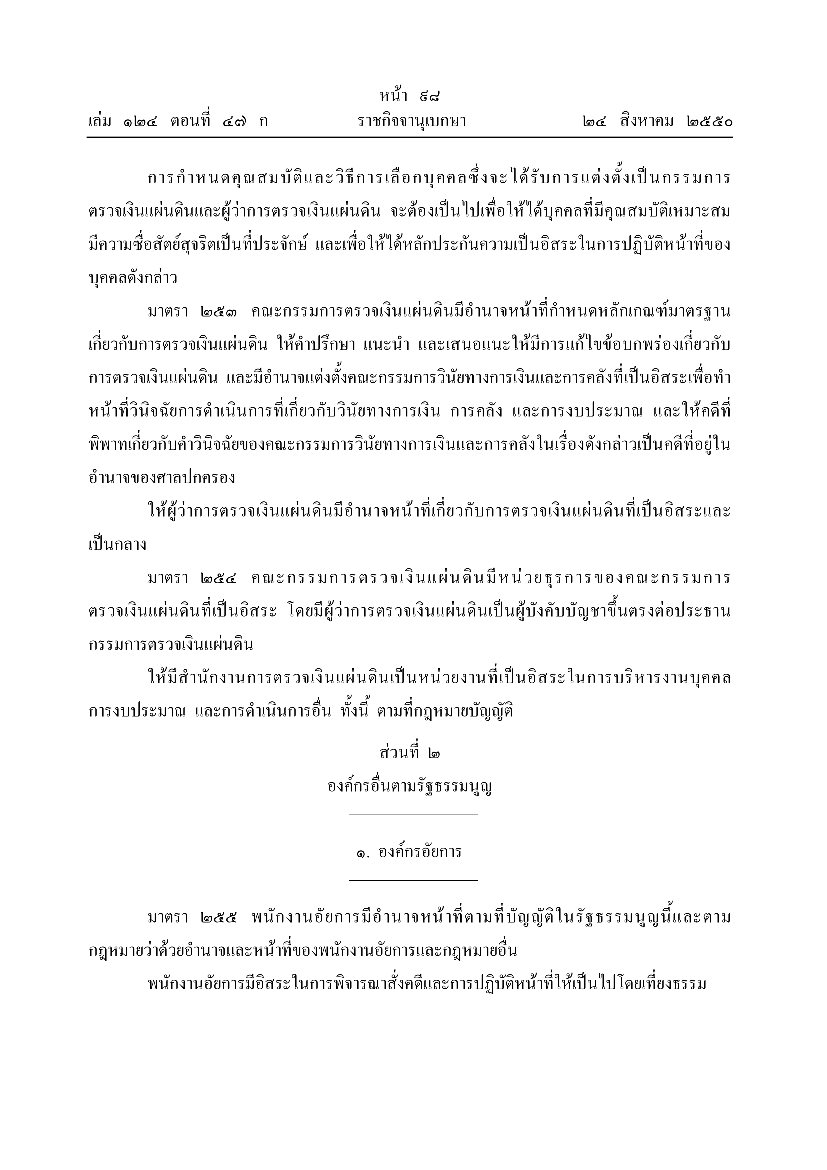 หน้า ๙๘
เล่ม ๑๒๔ ตอนที่ ๔๗ ก ราชกิจจานุเบกษา ๒๔ สิงหาคม ๒๕๕๐
การกำหนดคุณสมบัติและวิธีการเลือกบุคคลซึ่งจะได้รับการแต่งตั้งเป็นกรรมการ
ตรวจเงินแผ่นดินและผู้ว่าการตรวจเงินแผ่นดิน จะต้องเป็นไปเพื่อให้ได้บุคคลที่มีคุณสมบัติเหมาะสม
มีความซื่อสัตย์สุจริตเป็นที่ประจักษ์ และเพื่อให้ได้หลักประกันความเป็นอิสระในการปฏิบัติหน้าที่ของ
บุคคลดังกล่าว
มาตรา ๒๕๓ คณะกรรมการตรวจเงินแผ่นดินมีอำนาจหน้าที่กำหนดหลักเกณฑ์มาตรฐาน
เกี่ยวกับการตรวจเงินแผ่นดิน ให้คำปรึกษา แนะนำ และเสนอแนะให้มีการแก้ไขข้อบกพร่องเกี่ยวกับ
การตรวจเงินแผ่นดิน และมีอำนาจแต่งตั้งคณะกรรมการวินัยทางการเงินและการคลังที่เป็นอิสระเพื่อทำ
หน้าที่วินิจฉัยการดำเนินการที่เกี่ยวกับวินัยทางการเงิน การคลัง และการงบประมาณ และให้คดีที่
พิพาทเกี่ยวกับคำวินิจฉัยของคณะกรรมการวินัยทางการเงินและการคลังในเรื่องดังกล่าวเป็นคดีที่อยู่ใน
อำนาจของศาลปกครอง
ให้ผู้ว่าการตรวจเงินแผ่นดินมีอำนาจหน้าที่เกี่ยวกับการตรวจเงินแผ่นดินที่เป็นอิสระและ
เป็นกลาง
มาตรา ๒๕๔ คณะกรรมการตรวจเงินแผ่นดินมีหน่วยธุรการของคณะกรรมการ
ตรวจเงินแผ่นดินที่เป็นอิสระ โดยมีผู้ว่าการตรวจเงินแผ่นดินเป็นผู้บังคับบัญชาขึ้นตรงต่อประธาน
กรรมการตรวจเงินแผ่นดิน
ให้มีสำนักงานการตรวจเงินแผ่นดินเป็นหน่วยงานที่เป็นอิสระในการบริหารงานบุคคล
การงบประมาณ และการดำเนินการอื่น ทั้งนี้ ตามที่กฎหมายบัญญัติ
ส่วนที่ ๒
องค์กรอื่นตามรัฐธรรมนูญ
๑. องค์กรอัยการ
มาตรา ๒๕๕ พนักงานอัยการมีอำนาจหน้าที่ตามที่บัญญัติในรัฐธรรมนูญนี้และตาม
กฎหมายว่าด้วยอำนาจและหน้าที่ของพนักงานอัยการและกฎหมายอื่น
พนักงานอัยการมีอิสระในการพิจารณาสั่งคดีและการปฏิบัติหน้าที่ให้เป็นไปโดยเที่ยงธรรม